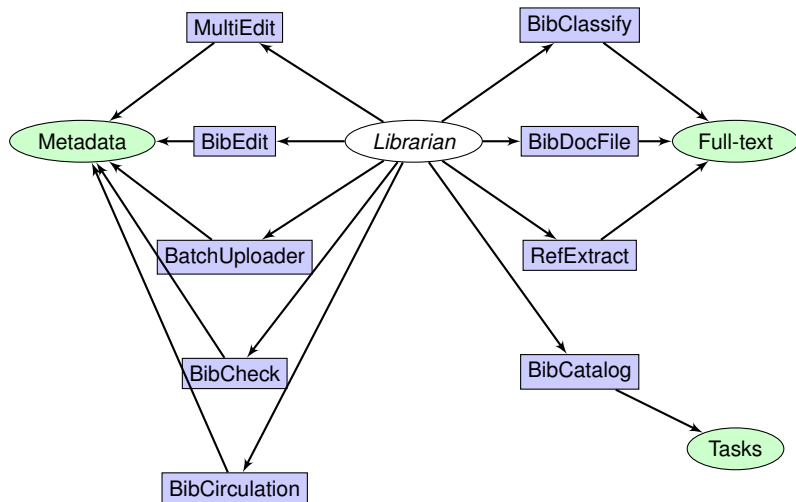 MultiEdit
BibClassify
Metadata
BibEdit
Librarian
BibDocFile
Full-text
BatchUploader
RefExtract
BibCheck
BibCatalog
Tasks
BibCirculation